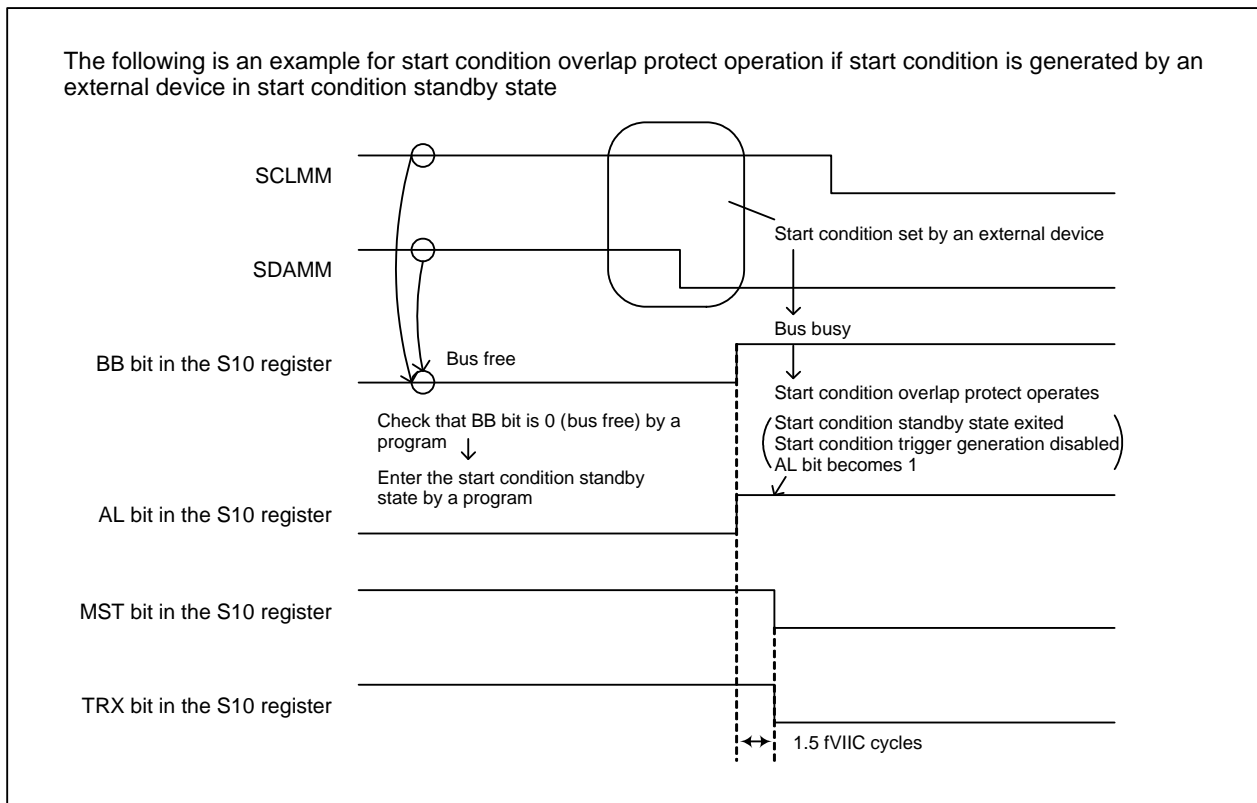 The following is an example for start condition overlap protect operation if start condition is generated by an
external device in start condition standby state
SCLMM
Start condition set by an external device
SDAMM
Bus busy
BB bit in the S10 register
Bus free
Start condition overlap protect operates
Check that BB bit is 0 (bus free) by a
program
Start condition standby state exited
Start condition trigger generation disabled
AL bit becomes 1
Enter the start condition standby
state by a program
AL bit in the S10 register
MST bit in the S10 register
TRX bit in the S10 register
1.5 fVIIC cycles